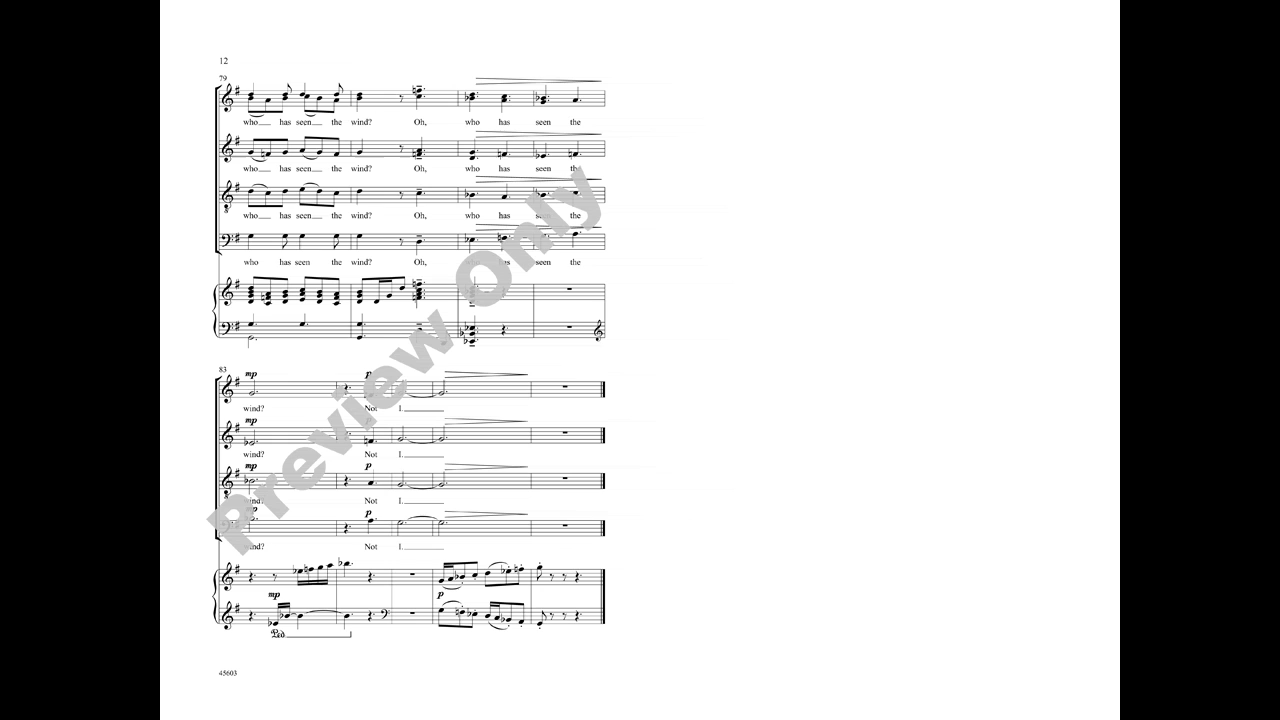 12
79
who has seen the wind? Oh, who has seen the
who has seen the wind? Oh, who has seen the
who has seen the wind? Oh, who has seen the
who has seen the wind? Oh, who has seen the
83
mp p
wind? Not I.
mp p
wind? Not I.
mp p
wind? Not I.
mp p
wind? Not I.
mp p
Ped.
Preview Only
45603